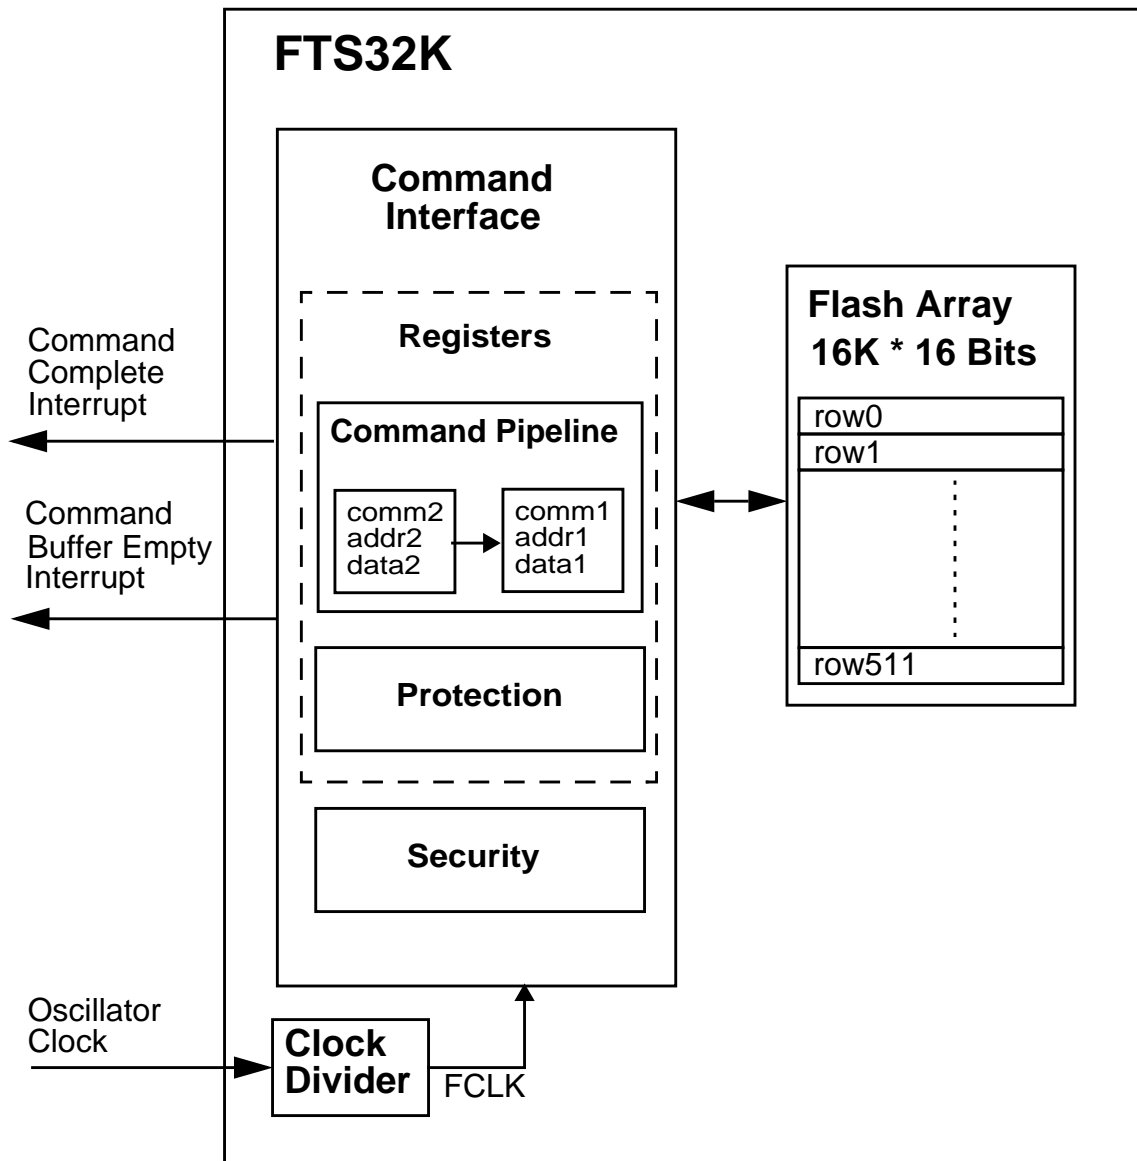 FTS32K
Command
Interface
Registers
Command Pipeline
comm2
addr2
data2
comm1
addr1
data1
Protection
Security
Command
Complete
Interrupt
Command
Buffer Empty
Interrupt
Flash Array
16K * 16 Bits
row0
row1
row511
Oscillator
Clock
Clock
Divider
FCLK